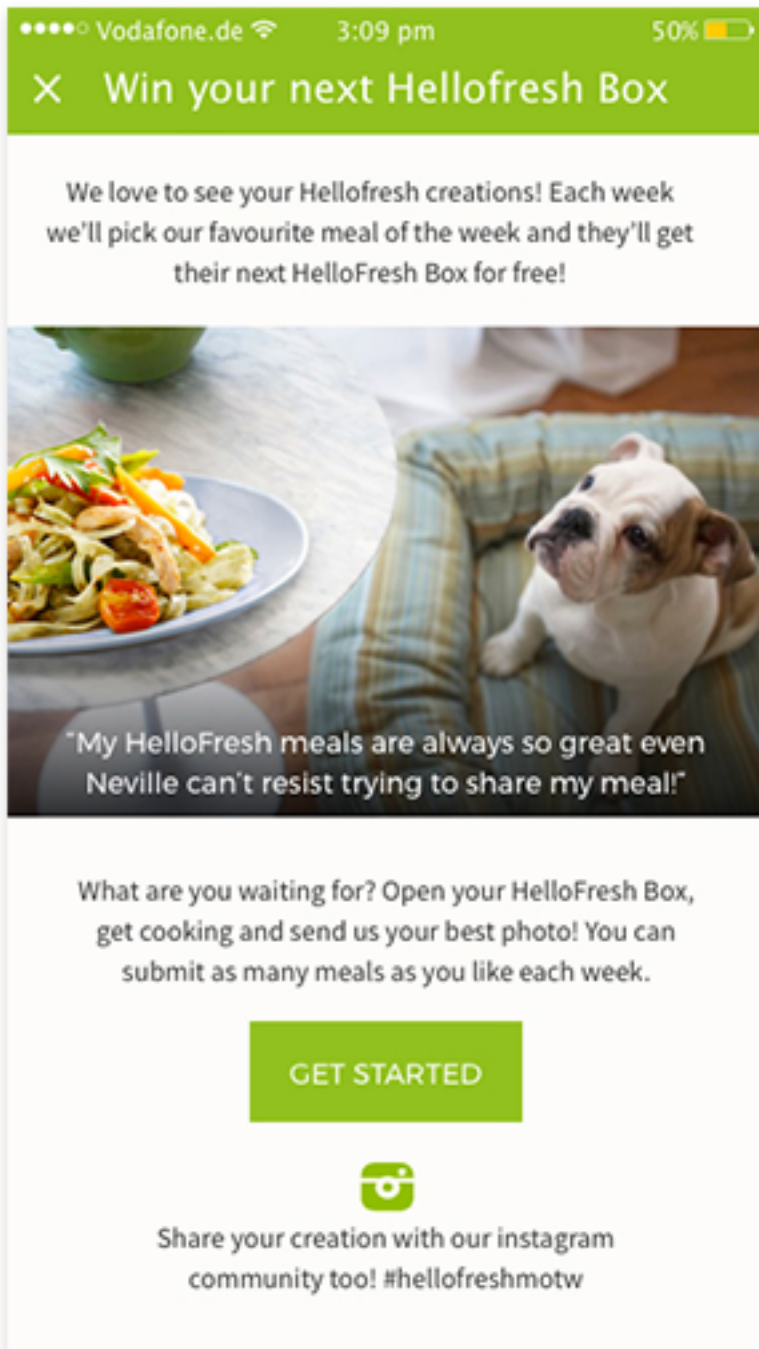 Vodafone.de 3:09 pm 50%
× Win your next Hellofresh Box
We love to see your Hellofresh creations! Each week
we'll pick our favourite meal of the week and they'll get
their next HelloFresh Box for free!
"My HelloFresh meals are always so great even
Neville can't resist trying to share my meal!"
What are you waiting for? Open your HelloFresh Box,
get cooking and send us your best photo! You can
submit as many meals as you like each week.
GET STARTED
Share your creation with our instagram
community too! #hellofreshmotw